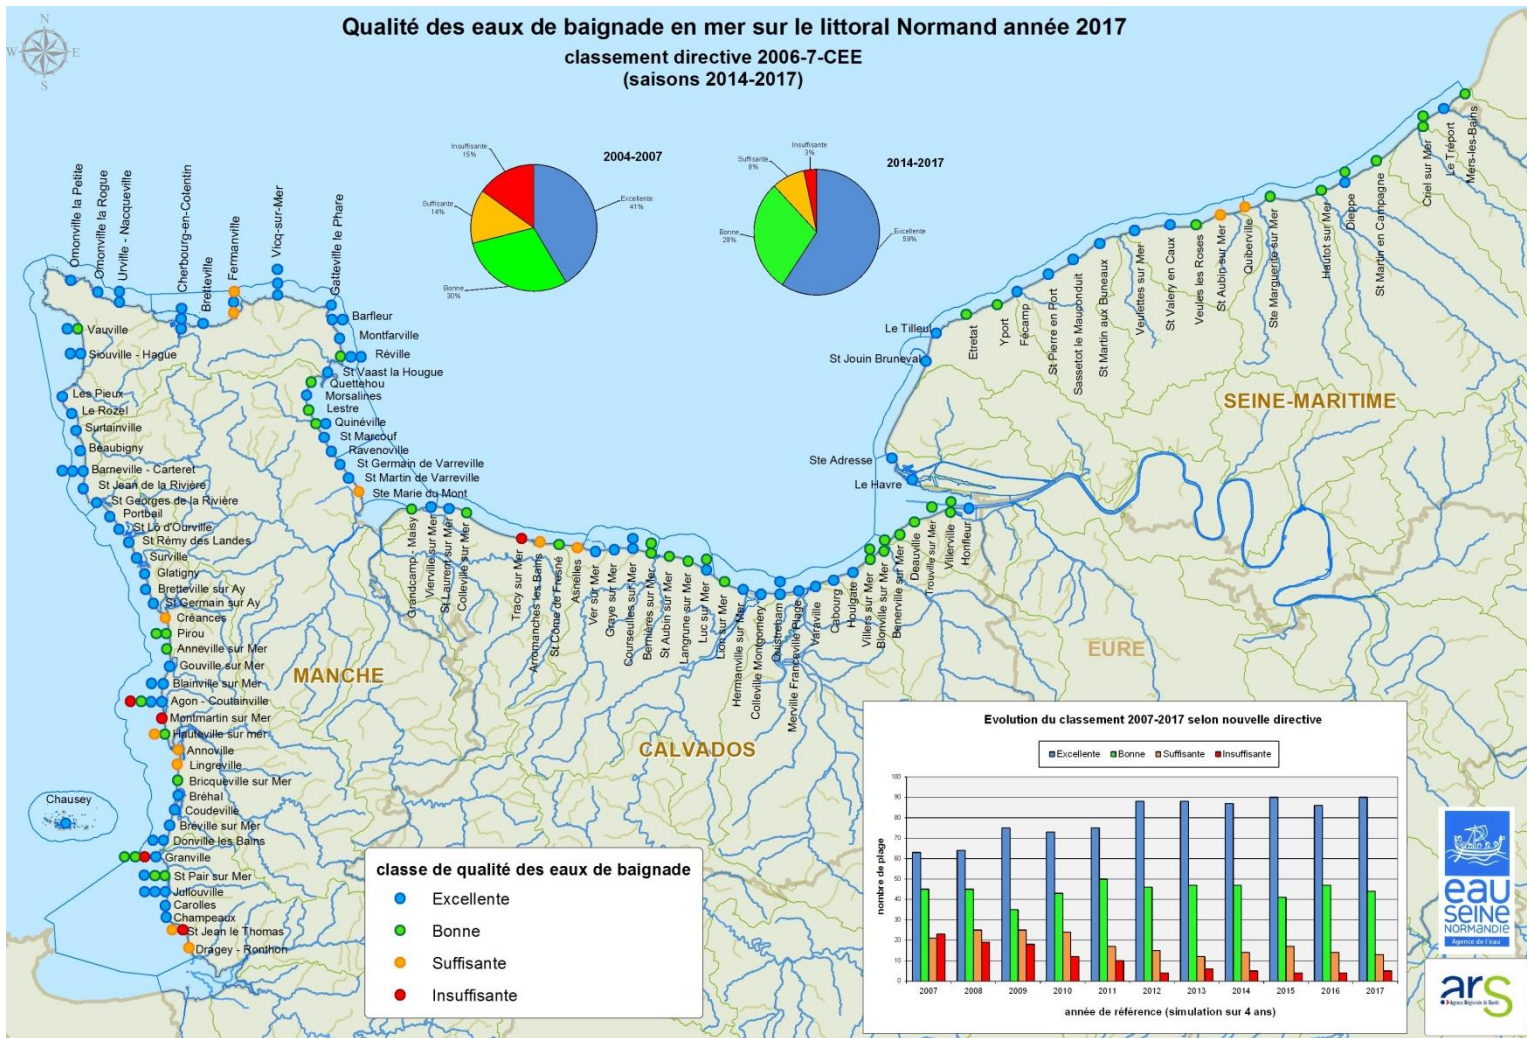 Qualité des eaux de baignade en mer sur le littoral Normand année 2017
classement directive 2006-7-CEE
(saisons 2014-2017)
N
W
E
S
2004-2007
Insuffisante
15%
Suffisante
14%
Bonne
30%
Excellente
41%
2014-2017
Insuffisante
3%
Suffisante
9%
Bonne
28%
Excellente
59%
Omonville la Petite
Omonville la Rogue
Urville - Nacqueville
Cherbourg-en-Cotentin
Bretteville
Fermanville
Vicq-sur-Mer
Gatteville le Phare
Barfleur
Montfarville
Réville
St Vaast la Hougue
Quettehou
Morsalines
Lestre
Quinéville
St Marcouf
Ravenoville
St Germain de Varreville
St Martin de Varreville
Ste Marie du Mont
Vauville
Siouville - Hague
Les Pieux
Le Rozel
Surtainville
Beaubigny
Barneville - Carteret
St Jean de la Rivière
St Georges de la Rivière
Portbail
St Lô d'Ourville
St Rémy des Landes
Surville
Glatigny
Bretteville sur Ay
St Germain sur Ay
Créances
Pirou
Anneville sur Mer
Gouville sur Mer
Blainville sur Mer
Agon - Coutainville
Montmartin sur Mer
Hauteville sur mer
Annoville
Lingreville
Bricqueville sur Mer
Bréhal
Coudeville
Bréville sur Mer
Donville les Bains
Granville
St Pair sur Mer
Jullouville
Carolles
Champeaux
St Jean le Thomas
Dragey - Ronthon
Chausey
Grandcamp - Maisy
Vierville sur Mer
St Laurent sur Mer
Colleville sur Mer
Tracy sur Mer
Arromanches les Bains
St Come de Fresné
Asnelles
Ver sur Mer
Graye sur Mer
Courseulles sur Mer
Bernières sur Mer
St Aubin sur Mer
Langrune sur Mer
Luc sur Mer
Lion sur Mer
Hermanville sur Mer
Colleville Montgomery
Ouistreham
Merville Franceville Plage
Varaville
Cabourg
Houlgate
Villers sur Mer
Blonville sur Mer
Benerville sur Mer
Deauville
Trouville sur Mer
Villerville
Honfleur
Le Havre
Ste Adresse
St Jouin Bruneval
Le Tilleul
Etretat
Yport
Fécamp
St Pierre en Port
Sassetot le Mauconduit
St Martin aux Buneaux
Veulettes sur Mer
St Valery en Caux
Veules les Roses
St Aubin sur Mer
Quiberville
Ste Marguerite sur Mer
Hautot sur Mer
Dieppe
St Martin en Campagne
Criel sur Mer
Le Tréport
Mers-les-Bains
SEINE-MARITIME
EURE
CALVADOS
MANCHE
classe de qualité des eaux de baignade
Excellente
Bonne
Suffisante
Insuffisante
Evolution du classement 2007-2017 selon nouvelle directive
Excellente Bonne Suffisante Insuffisante
nombre de plage
100
90
80
70
60
50
40
30
20
10
0
2007 2008 2009 2010 2011 2012 2013 2014 2015 2016 2017
année de référence (simulation sur 4 ans)
eau
SEINE
NORMANDIE
Agence de l'eau
ars
Agence Régionale de Santé